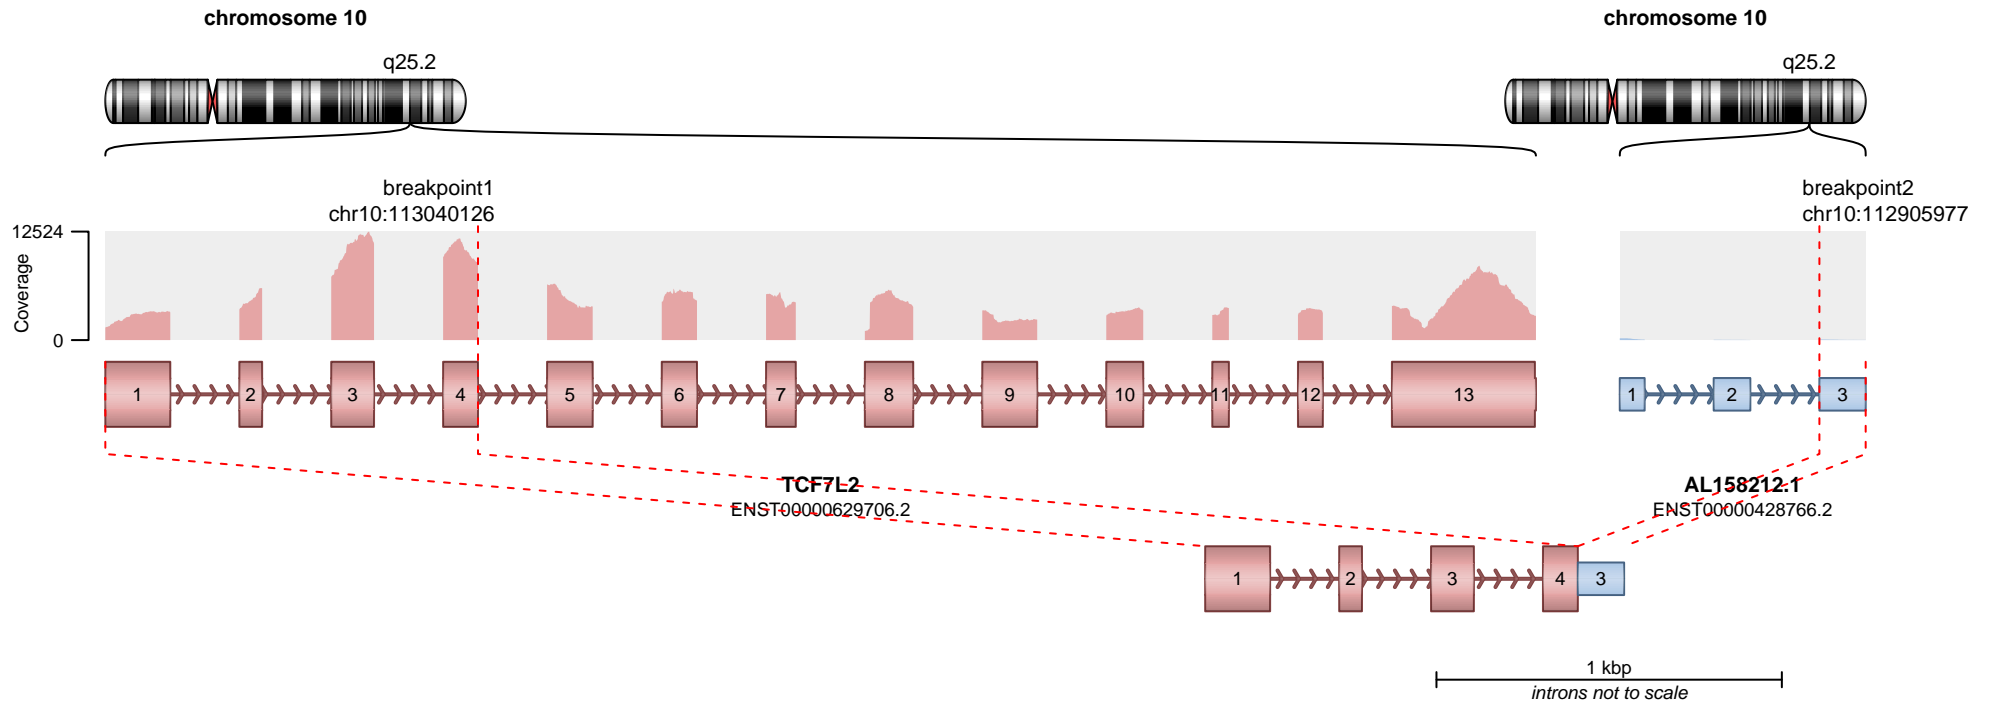 chromosome 10
chromosome 10
q25.2
q25.2
breakpoint1
chr10:113040126
breakpoint2
chr10:112905977
12524
Coverage
0
1 2 3 4 5 6 7 8 9 10 11 12 13
1 2 3
TCF7L2
ENST00000629706.2
AL158212.1
ENST00000428766.2
1 2 3 4 3
1 kbp
introns not to scale